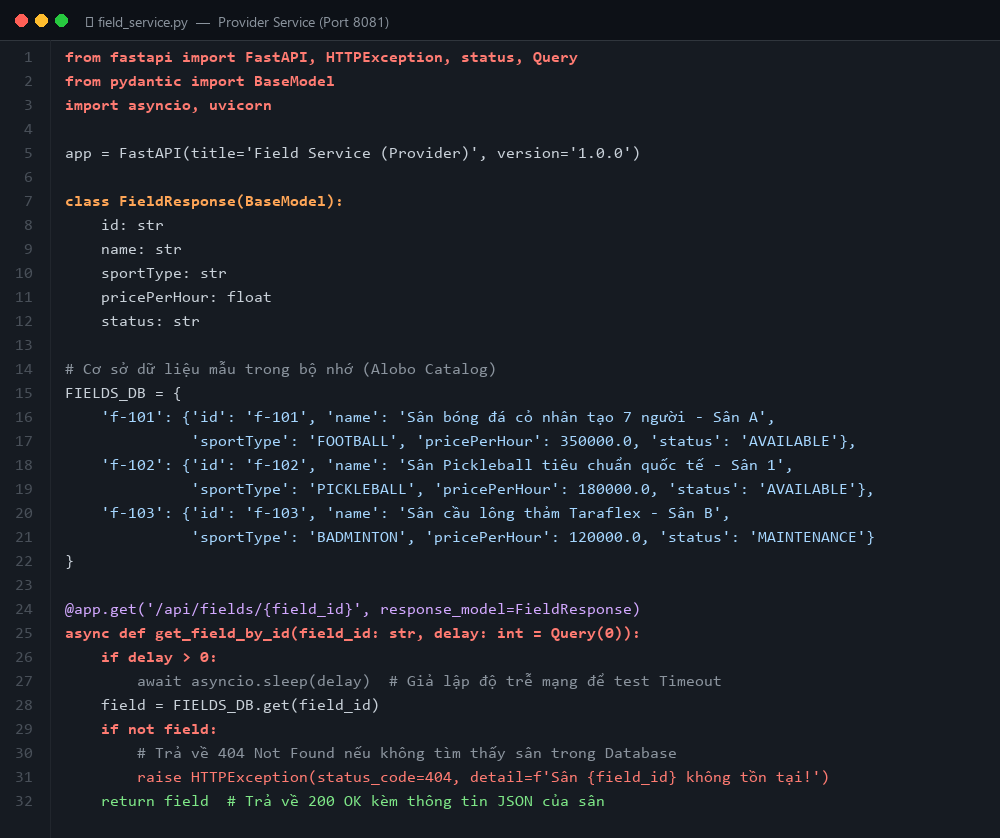 field_service.py — Provider Service (Port 8081)
1 from fastapi import FastAPI, HTTPException, status, Query
2 from pydantic import BaseModel
3 import asyncio, uvicorn
4
5 app = FastAPI(title='Field Service (Provider)', version='1.0.0')
6
7 class FieldResponse(BaseModel):
8     id: str
9     name: str
10     sportType: str
11     pricePerHour: float
12     status: str
13
14 # Cơ sở dữ liệu mẫu trong bộ nhớ (Alobo Catalog)
15 FIELDS_DB = {
16     'f-101': {'id': 'f-101', 'name': 'Sân bóng đá cỏ nhân tạo 7 người - Sân A',
17               'sportType': 'FOOTBALL', 'pricePerHour': 350000.0, 'status': 'AVAILABLE'},
18     'f-102': {'id': 'f-102', 'name': 'Sân Pickleball tiêu chuẩn quốc tế - Sân 1',
19               'sportType': 'PICKLEBALL', 'pricePerHour': 180000.0, 'status': 'AVAILABLE'},
20     'f-103': {'id': 'f-103', 'name': 'Sân cầu lông thảm Taraflex - Sân B',
21               'sportType': 'BADMINTON', 'pricePerHour': 120000.0, 'status': 'MAINTENANCE'}
22 }
23
24 @app.get('/api/fields/{field_id}', response_model=FieldResponse)
25 async def get_field_by_id(field_id: str, delay: int = Query(0)):
26     if delay > 0:
27         await asyncio.sleep(delay)  # Giả lập độ trễ mạng để test Timeout
28     field = FIELDS_DB.get(field_id)
29     if not field:
30         # Trả về 404 Not Found nếu không tìm thấy sân trong Database
31         raise HTTPException(status_code=404, detail=f'Sân {field_id} không tồn tại!')
32     return field  # Trả về 200 OK kèm thông tin JSON của sân